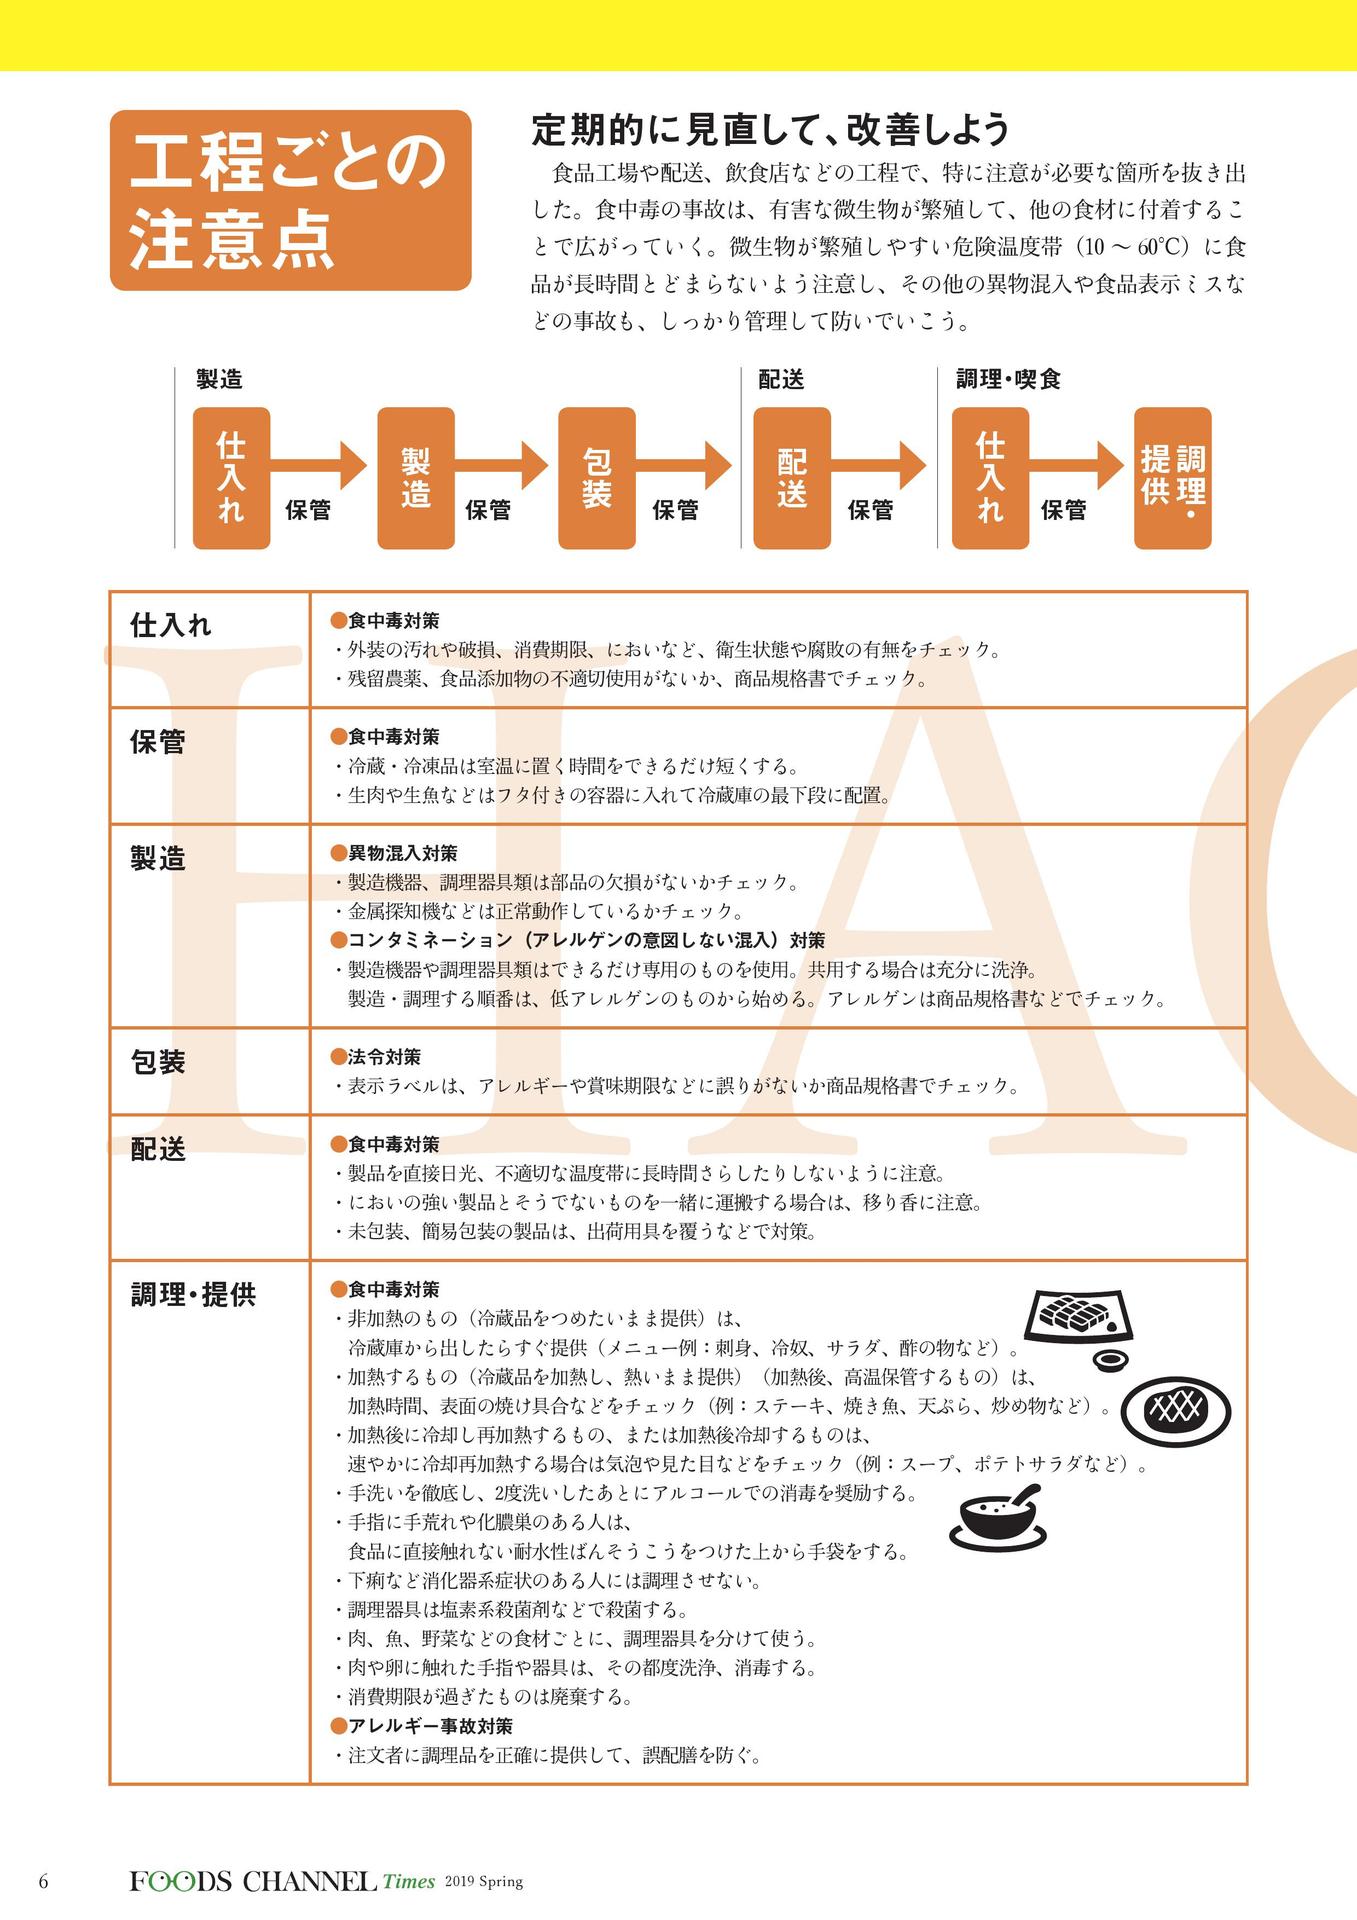 工程ごとの
注意点
定期的に見直して、改善しよう
食品工場や配送、飲食店などの工程で、特に注意が必要な箇所を抜き出
した。食中毒の事故は、有害な微生物が繁殖して、他の食材に付着するこ
とで広がっていく。微生物が繁殖しやすい危険温度帯（10 〜 60℃）に食
品が長時間とどまらないよう注意し、その他の異物混入や食品表示ミスな
どの事故も、しっかり管理して防いでいこう。
製造
配送
調理・喫食
仕入れ
保管
製造
保管
包装
保管
配送
保管
仕入れ
保管
調理・
提供
仕入れ
●食中毒対策
・外装の汚れや破損、消費期限、においなど、衛生状態や腐敗の有無をチェック。
・残留農薬、食品添加物の不適切使用がないか、商品規格書でチェック。
保管
●食中毒対策
・冷蔵・冷凍品は室温に置く時間をできるだけ短くする。
・生肉や生魚などはフタ付きの容器に入れて冷蔵庫の最下段に配置。
製造
●異物混入対策
・製造機器、調理器具類は部品の欠損がないかチェック。
・金属探知機などは正常動作しているかチェック。
●コンタミネーション（アレルゲンの意図しない混入）対策
・製造機器や調理器具類はできるだけ専用のものを使用。共用する場合は充分に洗浄。
製造・調理する順番は、低アレルゲンのものから始める。アレルゲンは商品規格書などでチェック。
包装
●法令対策
・表示ラベルは、アレルギーや賞味期限などに誤りがないか商品規格書でチェック。
配送
●食中毒対策
・製品を直接日光、不適切な温度帯に長時間さらしたりしないように注意。
・においの強い製品とそうでないものを一緒に運搬する場合は、移り香に注意。
・未包装、簡易包装の製品は、出荷用具を覆うなどで対策。
調理・提供
●食中毒対策
・非加熱のもの（冷蔵品をつめたいまま提供）は、
冷蔵庫から出したらすぐ提供（メニュー例：刺身、冷奴、サラダ、酢の物など）。
・加熱するもの（冷蔵品を加熱し、熱いまま提供）（加熱後、高温保管するもの）は、
加熱時間、表面の焼け具合などをチェック（例：ステーキ、焼き魚、天ぷら、炒め物など）。
・加熱後に冷却し再加熱するもの、または加熱後冷却するものは、
速やかに冷却再加熱する場合は気泡や見た目などをチェック（例：スープ、ポテトサラダなど）。
・手洗いを徹底し、2度洗いしたあとにアルコールでの消毒を奨励する。
・手指に手荒れや化膿巣のある人は、
食品に直接触れない耐水性ばんそうこうをつけた上から手袋をする。
・下痢など消化器系症状のある人には調理させない。
・調理器具は塩素系殺菌剤などで殺菌する。
・肉、魚、野菜などの食材ごとに、調理器具を分けて使う。
・肉や卵に触れた手指や器具は、その都度洗浄、消毒する。
・消費期限が過ぎたものは廃棄する。
●アレルギー事故対策
・注文者に調理品を正確に提供して、誤配膳を防ぐ。
HAC
6
FOODS CHANNEL Times 2019 Spring